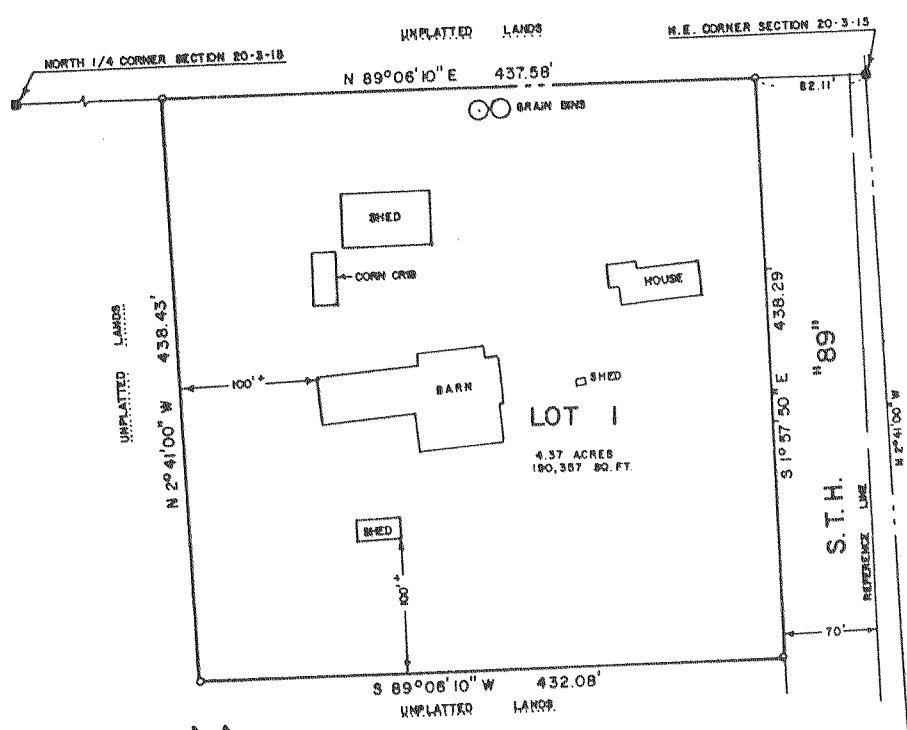 UNPLATTED LANDS
N.E. CORNER SECTION 20-3-15
NORTH 1/4 CORNER SECTION 20-3-15
N 89°06'10" E 437.58'
82.11'
GRAIN BINS
SHED
CORN CRIB
HOUSE
UNPLATTED LANDS
N 2°41'00" W 438.43'
100'+
BARN
SHED
LOT 1
4.37 ACRES
190,357 SQ. FT.
S 1°57'50" E 438.29'
S.T.H. "89"
REFERENCE LINE
N 2°41'00" W
SHED
100'+
70'
S 89°06'10" W 432.08'
UNPLATTED LANDS